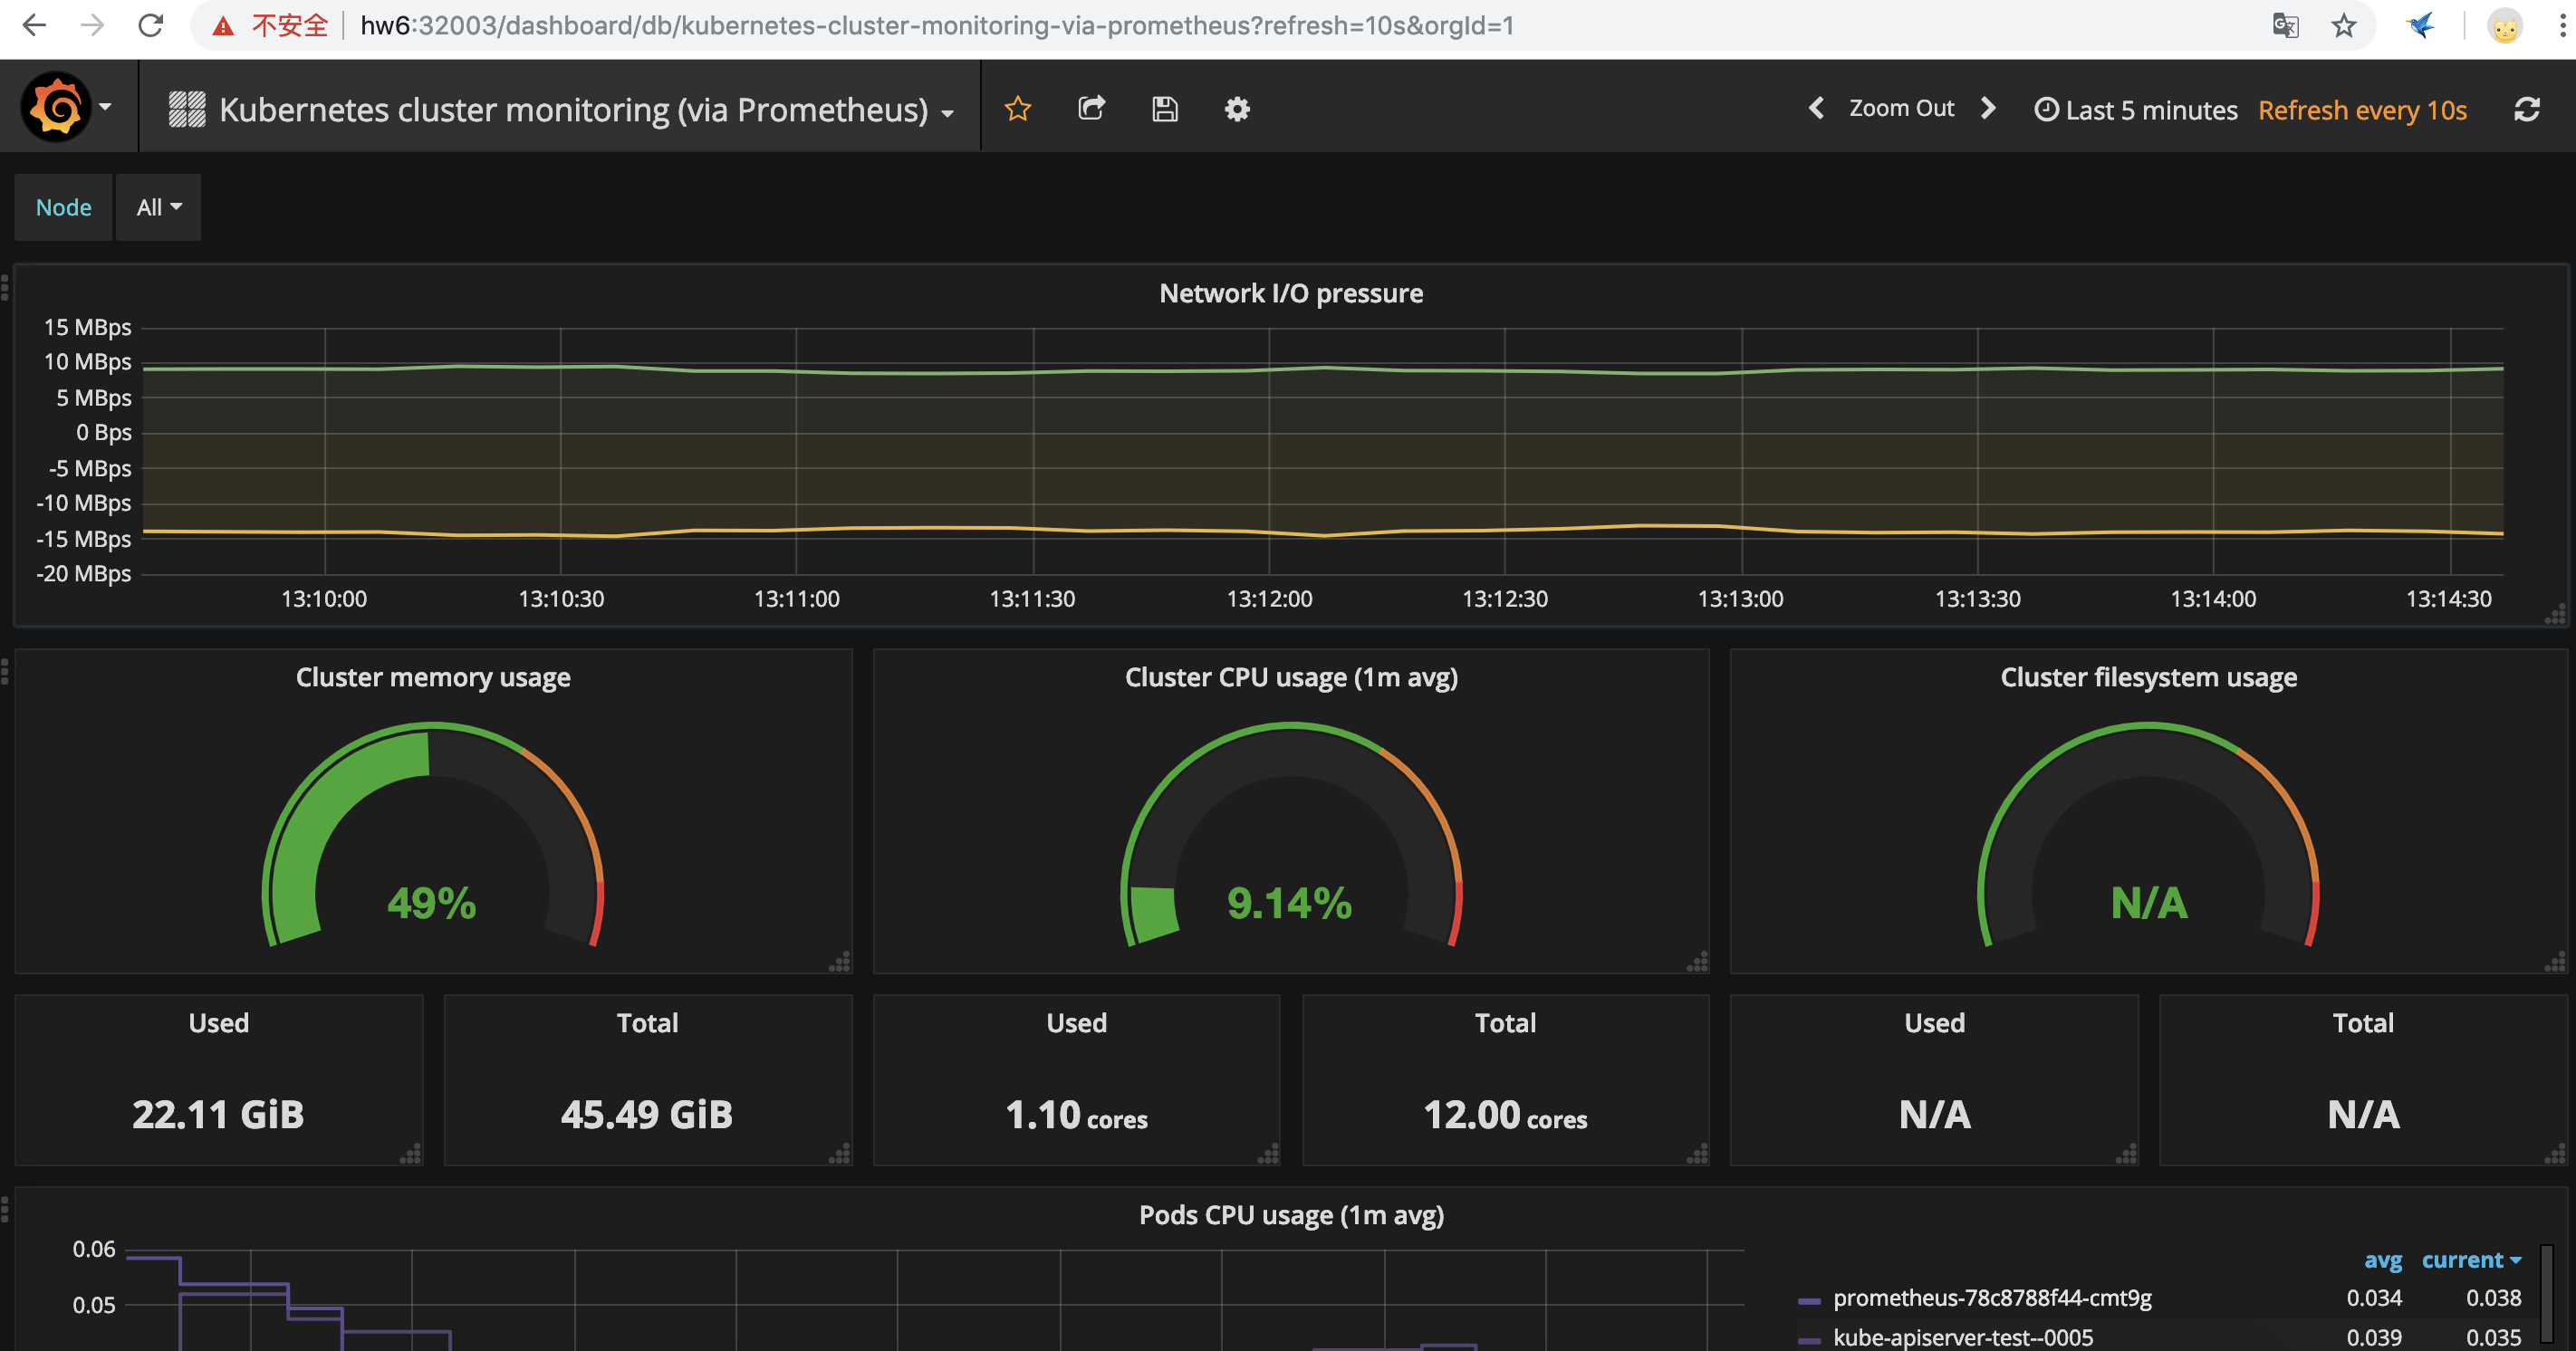 不安全 hw6:32003/dashboard/db/kubernetes-cluster-monitoring-via-prometheus?refresh=10s&orgId=1
Kubernetes cluster monitoring (via Prometheus) Zoom Out Last 5 minutes Refresh every 10s
Node All
Network I/O pressure
15 MBps
10 MBps
5 MBps
0 Bps
-5 MBps
-10 MBps
-15 MBps
-20 MBps
13:10:00 13:10:30 13:11:00 13:11:30 13:12:00 13:12:30 13:13:00 13:13:30 13:14:00 13:14:30
Cluster memory usage
49%
Cluster CPU usage (1m avg)
9.14%
Cluster filesystem usage
N/A
Used
22.11 GiB
Total
45.49 GiB
Used
1.10 cores
Total
12.00 cores
Used
N/A
Total
N/A
Pods CPU usage (1m avg)
0.06
0.05
avg current
prometheus-78c8788f44-cmt9g 0.034 0.038
kube-apiserver-test--0005 0.039 0.035